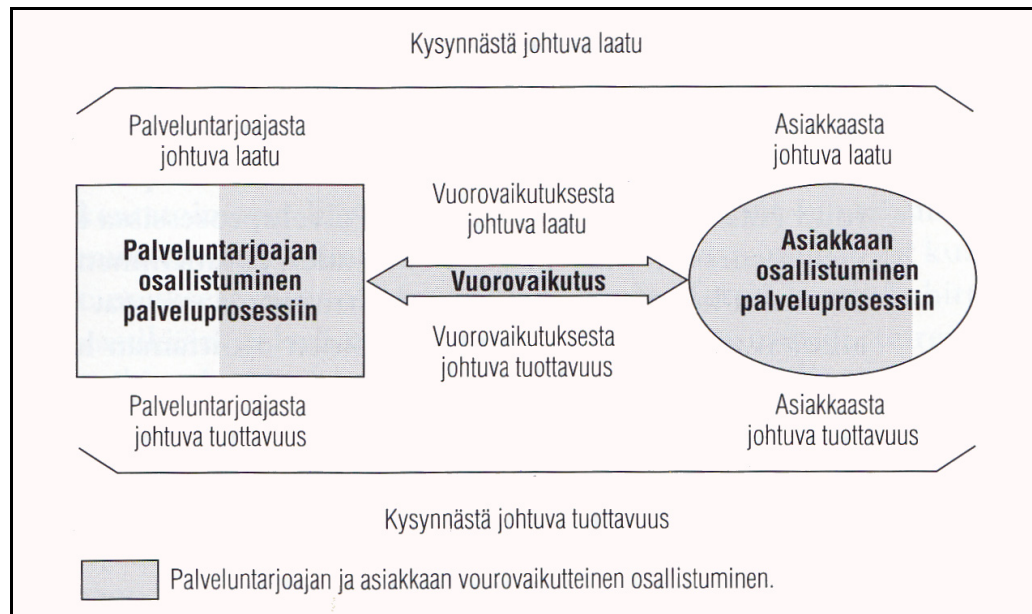 Kysynnästä johtuva laatu
Palveluntarjoajasta
johtuva laatu
Asiakkaasta
johtuva laatu
Vuorovaikutuksesta
johtuva laatu
Palveluntarjoajan
osallistuminen
palveluprosessiin
Vuorovaikutus
Asiakkaan
osallistuminen
palveluprosessiin
Vuorovaikutuksesta
johtuva tuottavuus
Palveluntarjoajasta
johtuva tuottavuus
Asiakkaasta
johtuva tuottavuus
Kysynnästä johtuva tuottavuus
Palveluntarjoajan ja asiakkaan vourovaikutteinen osallistuminen.